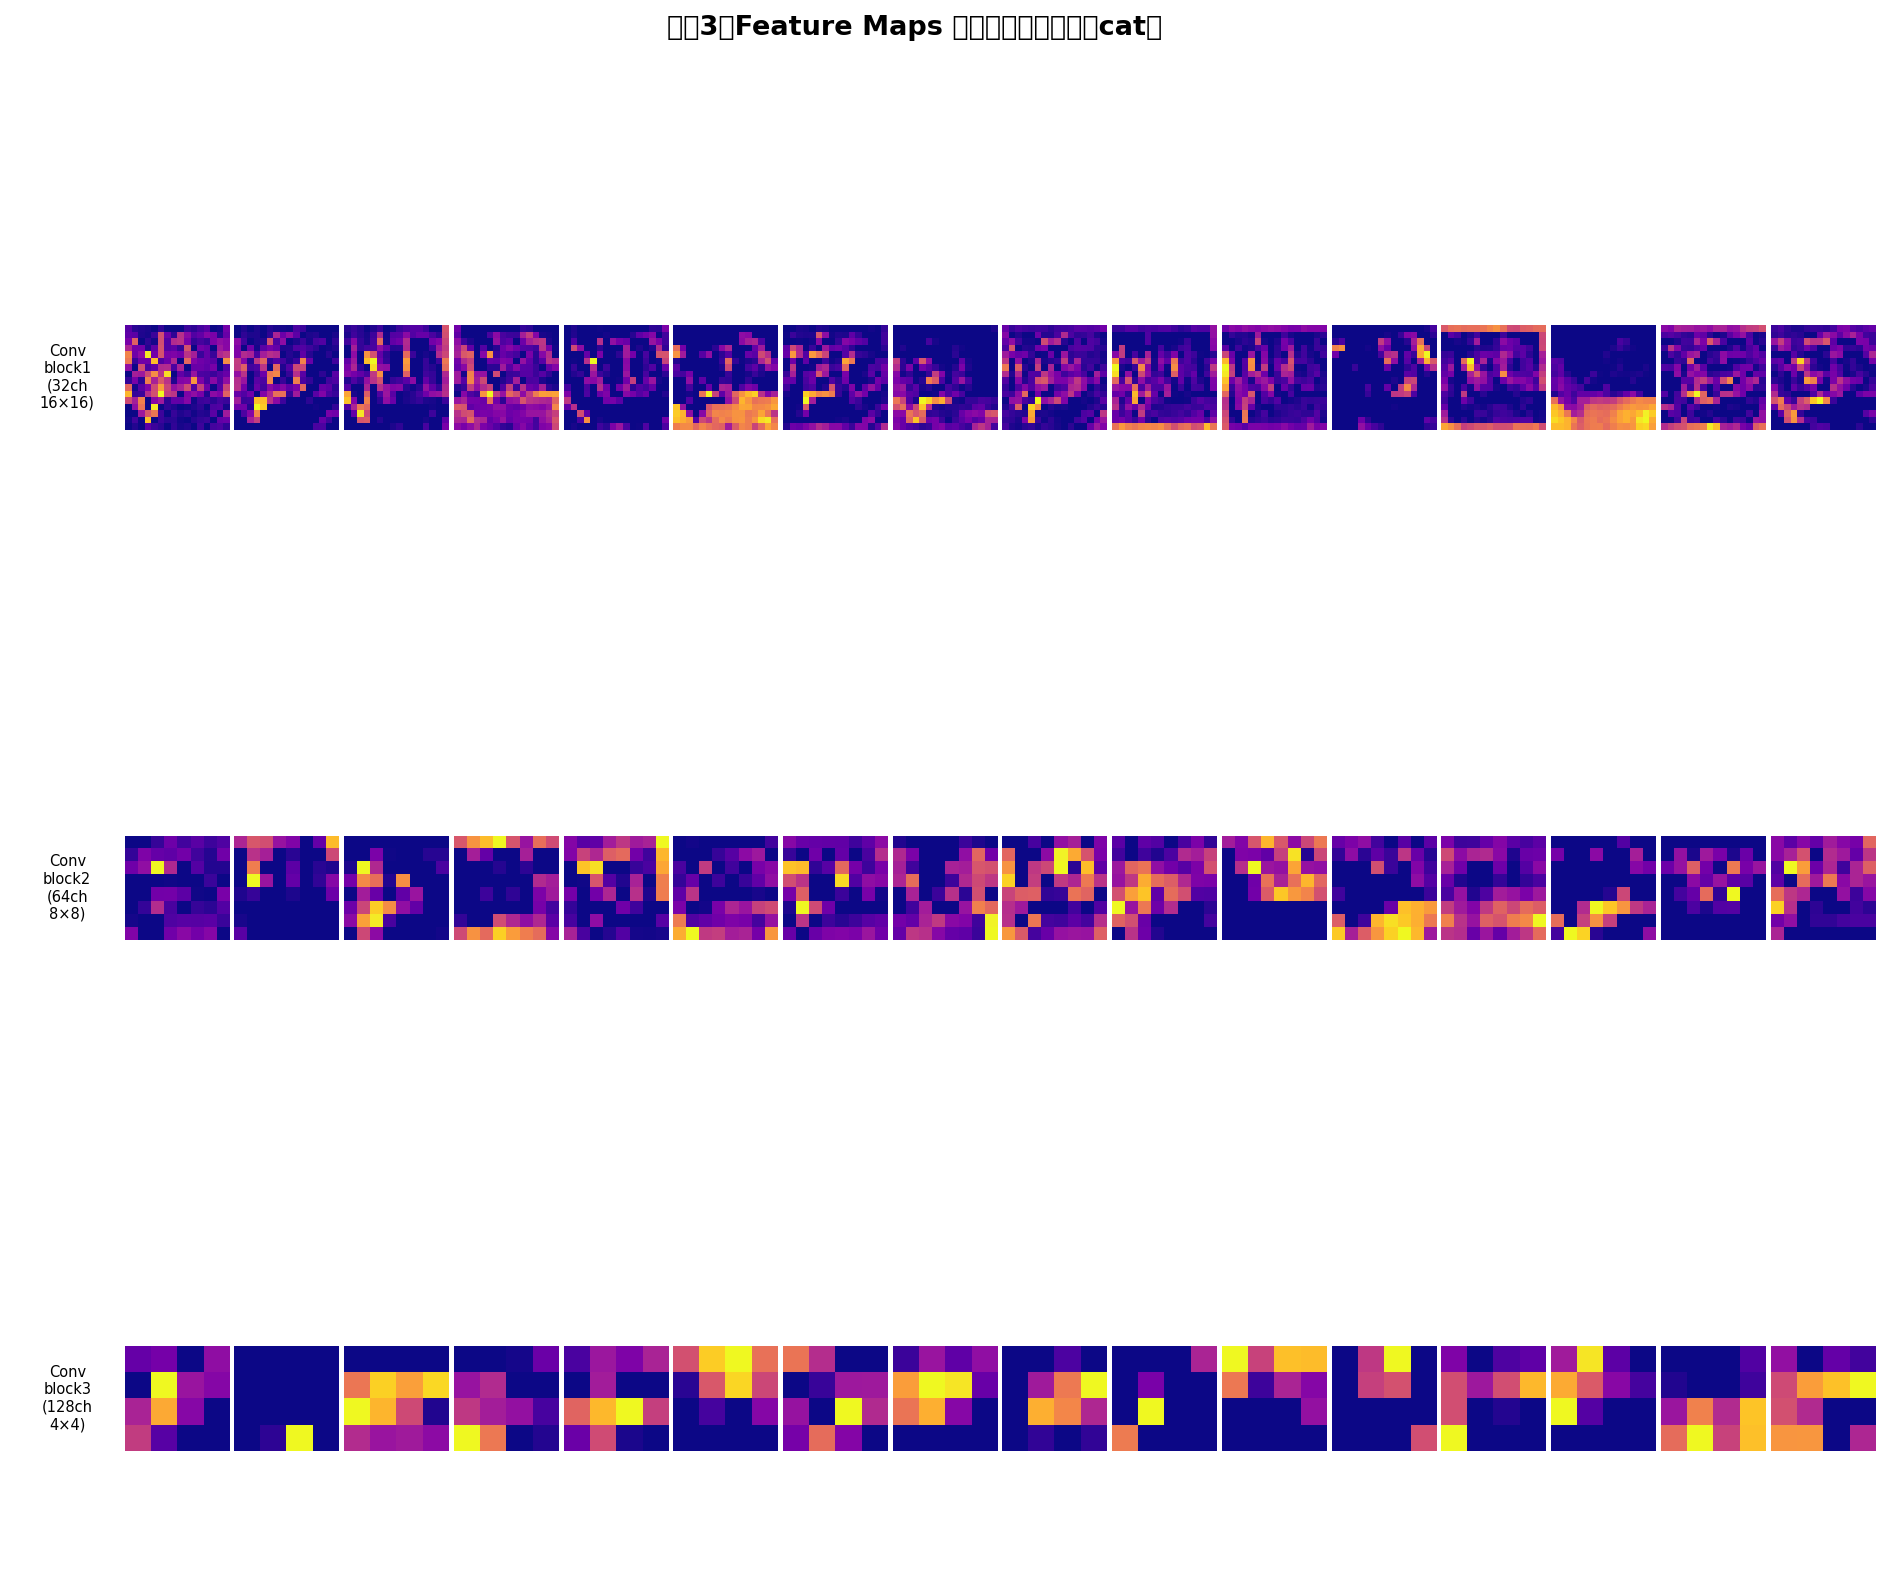 3 Feature Maps cat
Conv
block1
(32ch
16×16)
Conv
block2
(64ch
8×8)
Conv
block3
(128ch
4×4)